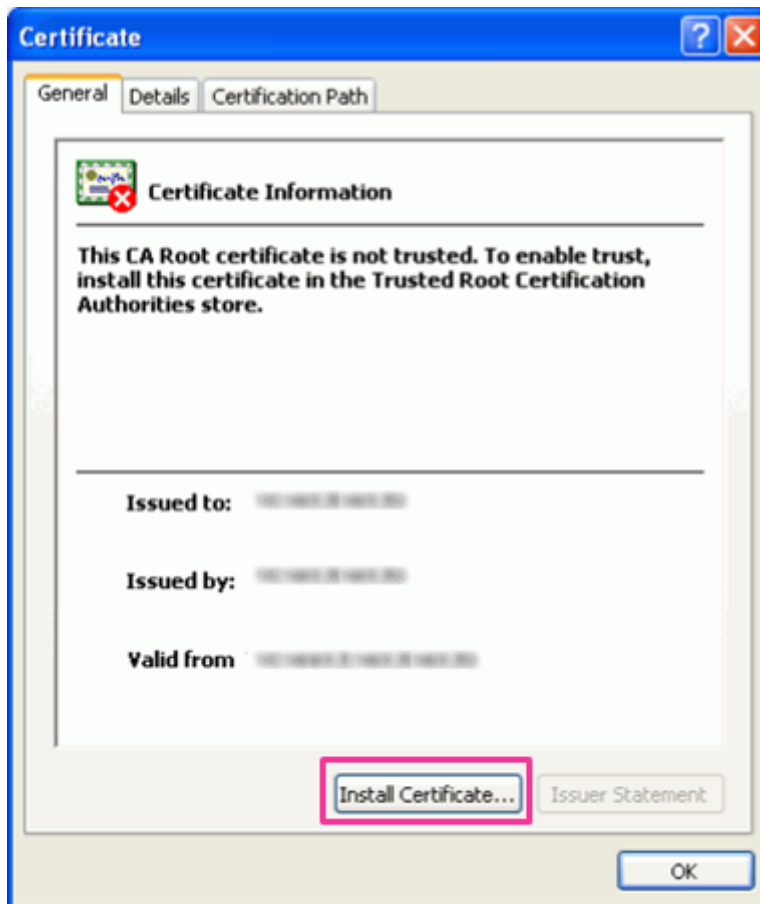 Certificate
General Details Certification Path
Certificate Information
This CA Root certificate is not trusted. To enable trust,
install this certificate in the Trusted Root Certification
Authorities store.
Issued to:
Issued by:
Valid from
Install Certificate... Issuer Statement
OK